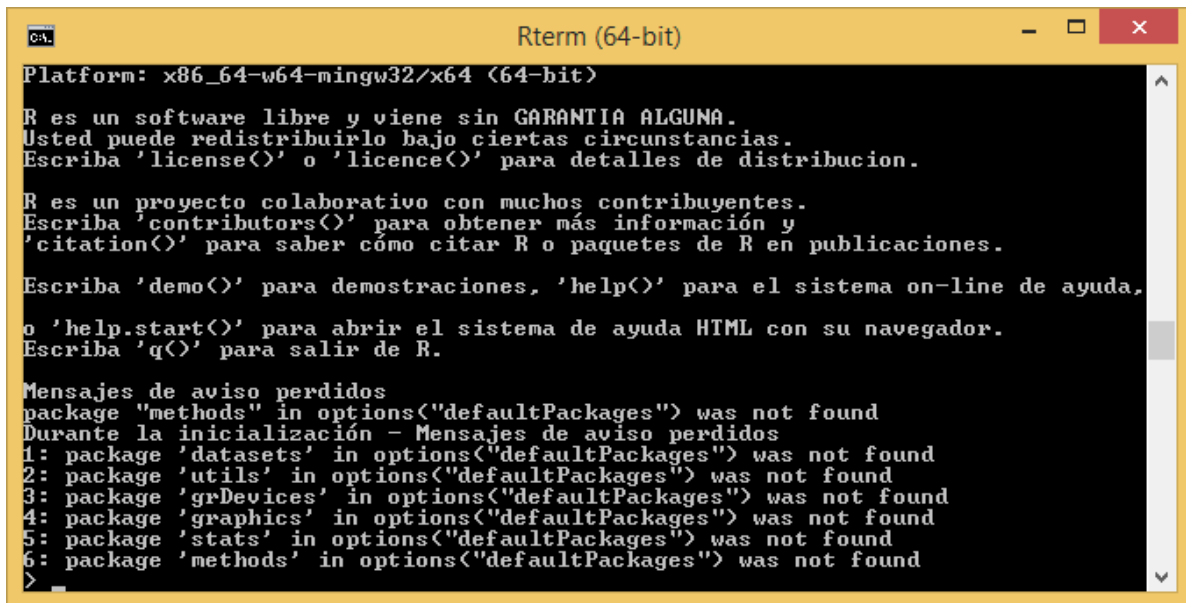 Rterm (64-bit)
Platform: x86_64-w64-mingw32/x64 (64-bit)
R es un software libre y viene sin GARANTIA ALGUNA.
Usted puede redistribuirlo bajo ciertas circunstancias.
Escriba 'license()' o 'licence()' para detalles de distribucion.
R es un proyecto colaborativo con muchos contribuyentes.
Escriba 'contributors()' para obtener más información y
'citation()' para saber cómo citar R o paquetes de R en publicaciones.
Escriba 'demo()' para demostraciones, 'help()' para el sistema on-line de ayuda,
o 'help.start()' para abrir el sistema de ayuda HTML con su navegador.
Escriba 'q()' para salir de R.
Mensajes de aviso perdidos
package "methods" in options("defaultPackages") was not found
Durante la inicialización - Mensajes de aviso perdidos
1: package 'datasets' in options("defaultPackages") was not found
2: package 'utils' in options("defaultPackages") was not found
3: package 'grDevices' in options("defaultPackages") was not found
4: package 'graphics' in options("defaultPackages") was not found
5: package 'stats' in options("defaultPackages") was not found
6: package 'methods' in options("defaultPackages") was not found
> _